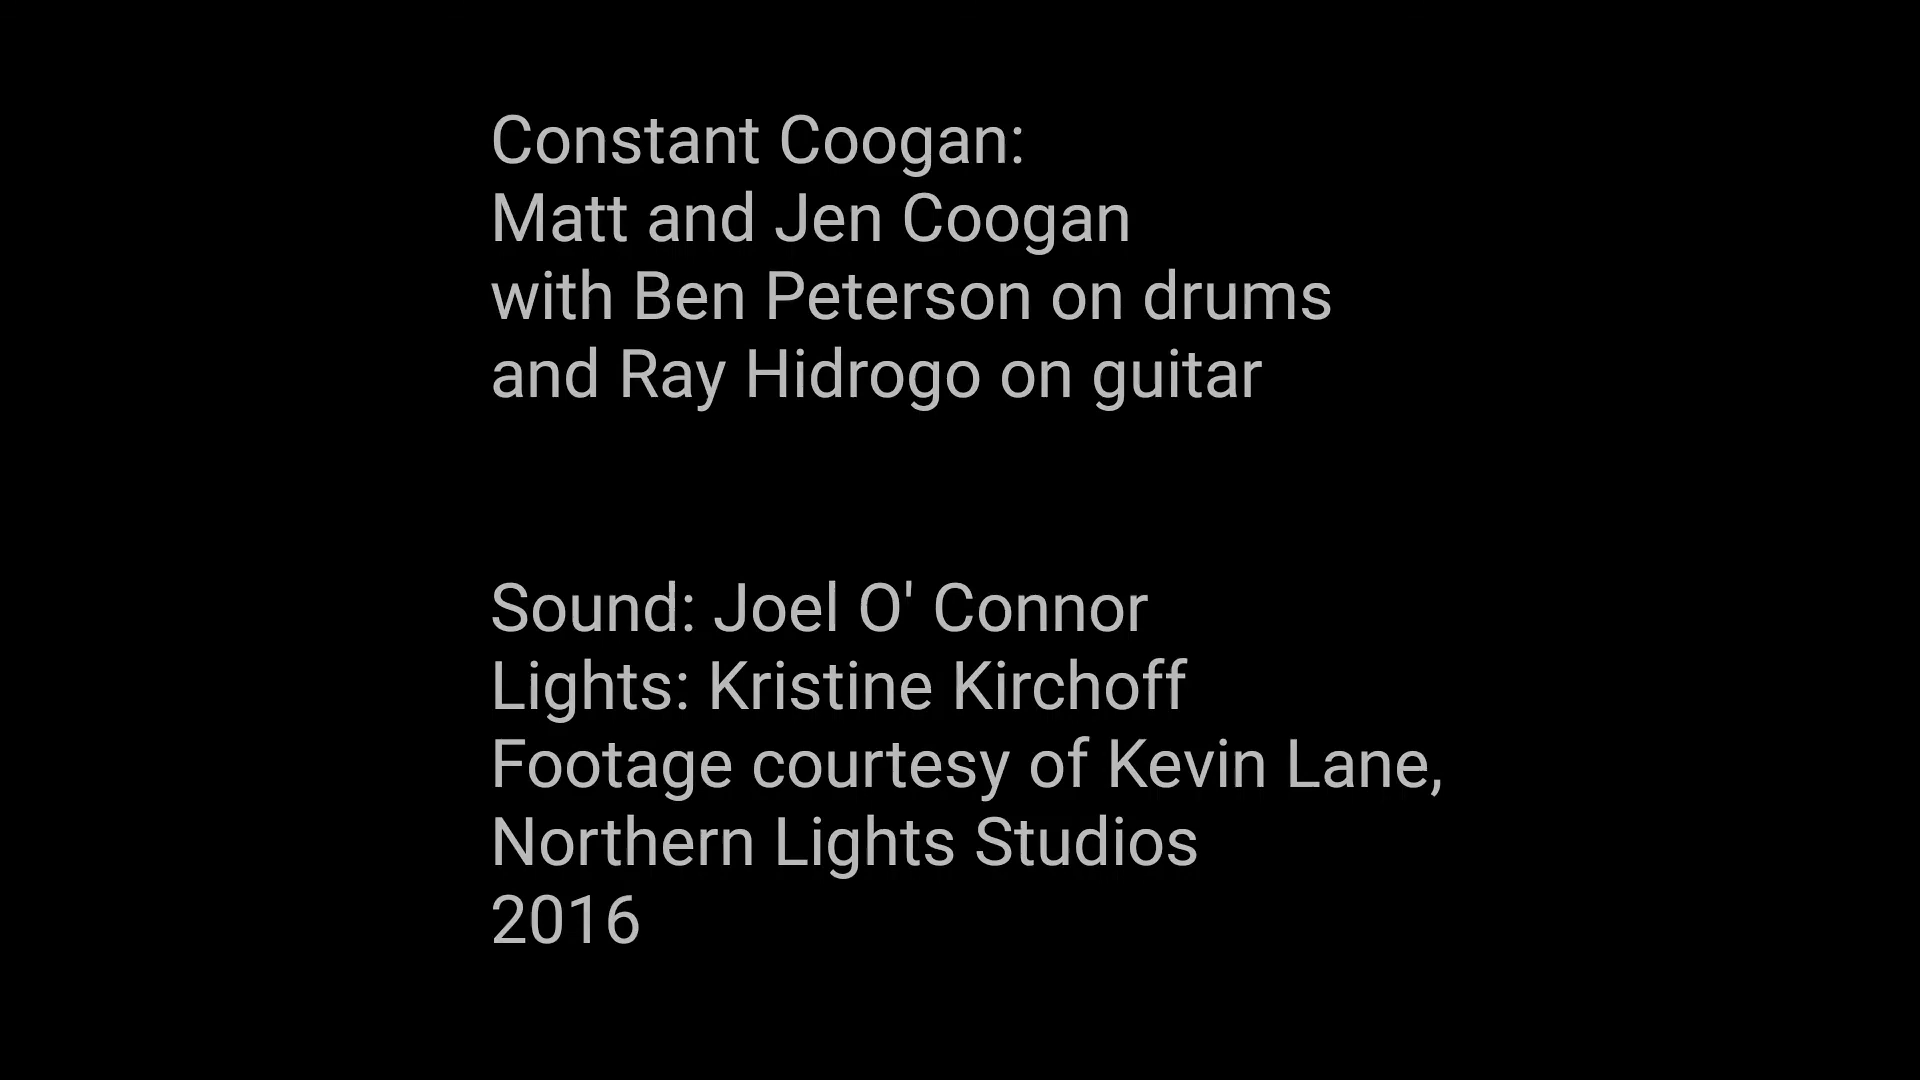 Constant Coogan:
Matt and Jen Coogan
with Ben Peterson on drums
and Ray Hidrogo on guitar
Sound: Joel O' Connor
Lights: Kristine Kirchoff
Footage courtesy of Kevin Lane,
Northern Lights Studios
2016